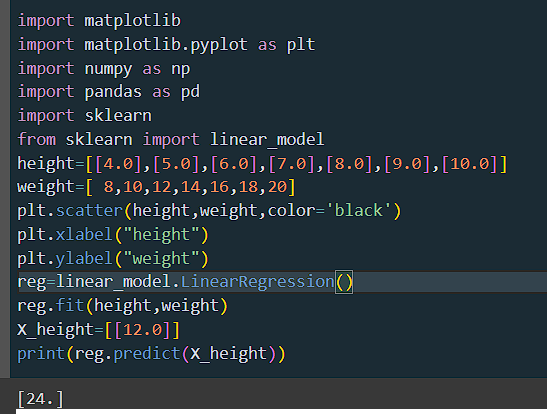 import matplotlib
import matplotlib.pyplot as plt
import numpy as np
import pandas as pd
import sklearn
from sklearn import linear_model
height=[[4.0],[5.0],[6.0],[7.0],[8.0],[9.0],[10.0]]
weight=[ 8,10,12,14,16,18,20]
plt.scatter(height,weight,color='black')
plt.xlabel("height")
plt.ylabel("weight")
reg=linear_model.LinearRegression()
reg.fit(height,weight)
X_height=[[12.0]]
print(reg.predict(X_height))
[24.]